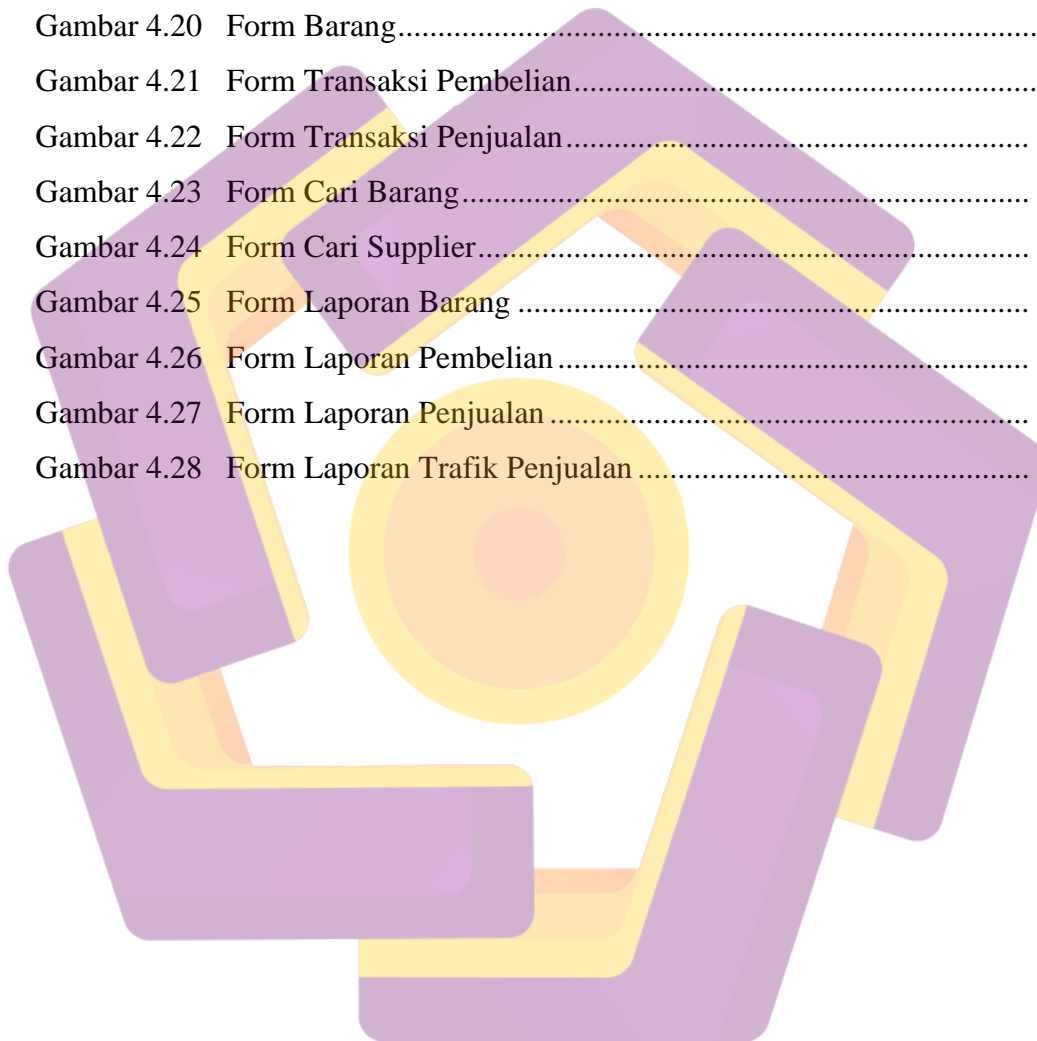 Gambar 4.20 Form Barang................................................................................
Gambar 4.21 Form Transaksi Pembelian.........................................................
Gambar 4.22 Form Transaksi Penjualan.........................................................
Gambar 4.23 Form Cari Barang......................................................................
Gambar 4.24 Form Cari Supplier....................................................................
Gambar 4.25 Form Laporan Barang ...............................................................
Gambar 4.26 Form Laporan Pembelian ..........................................................
Gambar 4.27 Form Laporan Penjualan ...........................................................
Gambar 4.28 Form Laporan Trafik Penjualan ................................................